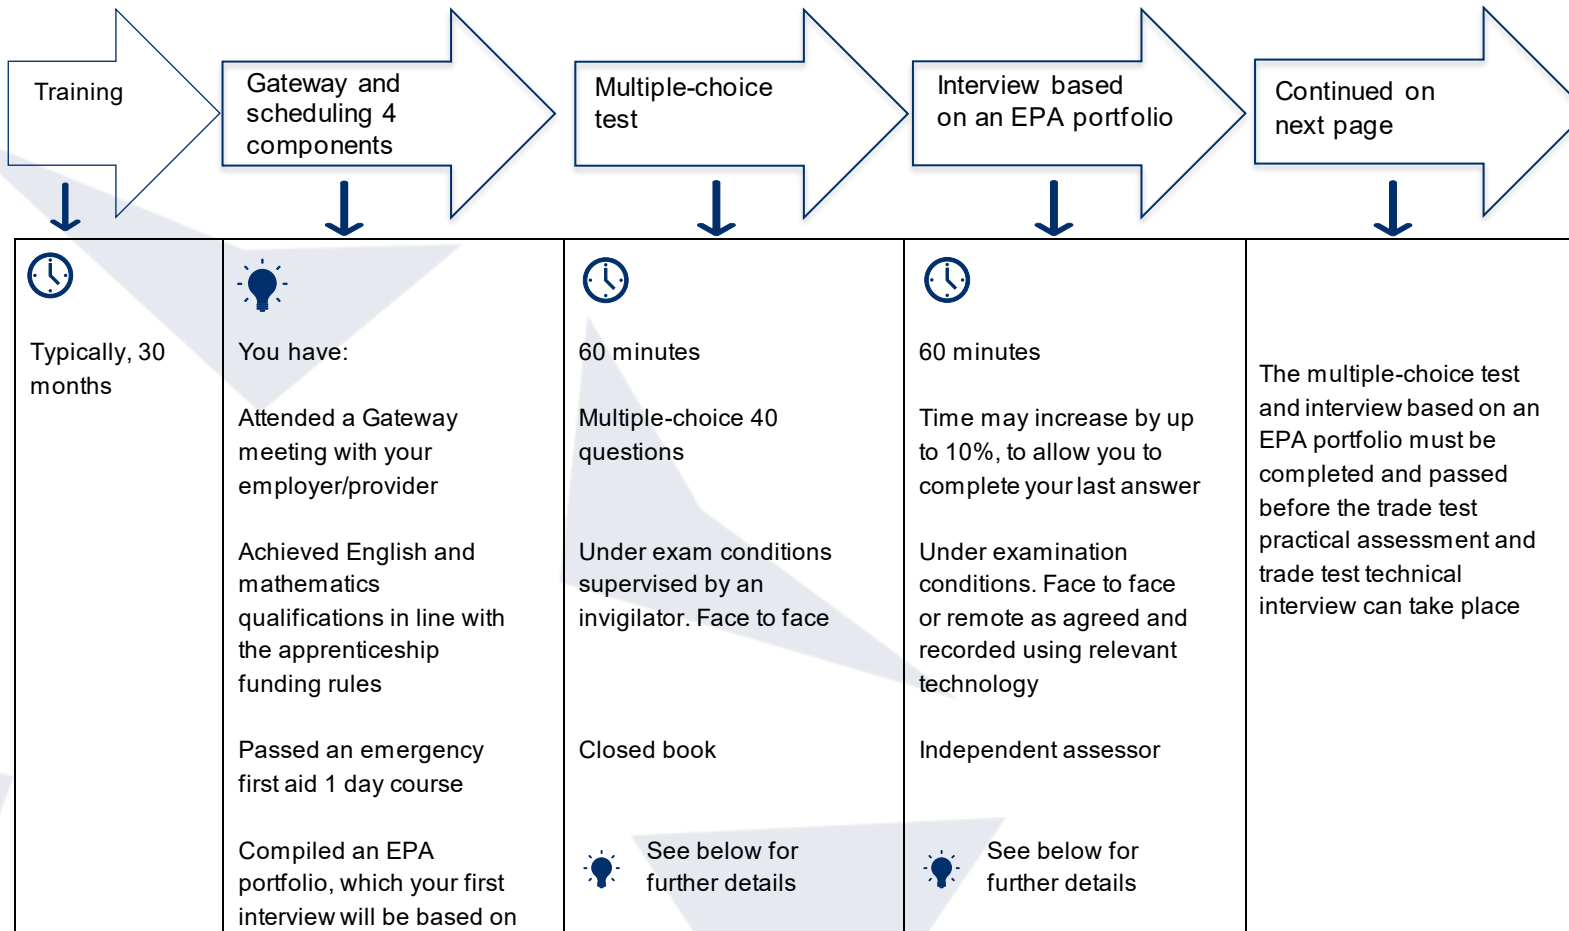 Training
Gateway and
scheduling 4
components
Multiple-choice
test
Interview based
on an EPA portfolio
Continued on
next page
Typically, 30
months
You have:
Attended a Gateway
meeting with your
employer/provider
Achieved English and
mathematics
qualifications in line with
the apprenticeship
funding rules
Passed an emergency
first aid 1 day course
Compiled an EPA
portfolio, which your first
interview will be based on
60 minutes
Multiple-choice 40
questions
Under exam conditions
supervised by an
invigilator. Face to face
Closed book
See below for
further details
60 minutes
Time may increase by up
to 10%, to allow you to
complete your last answer
Under examination
conditions. Face to face
or remote as agreed and
recorded using relevant
technology
Independent assessor
See below for
further details
The multiple-choice test
and interview based on an
EPA portfolio must be
completed and passed
before the trade test
practical assessment and
trade test technical
interview can take place